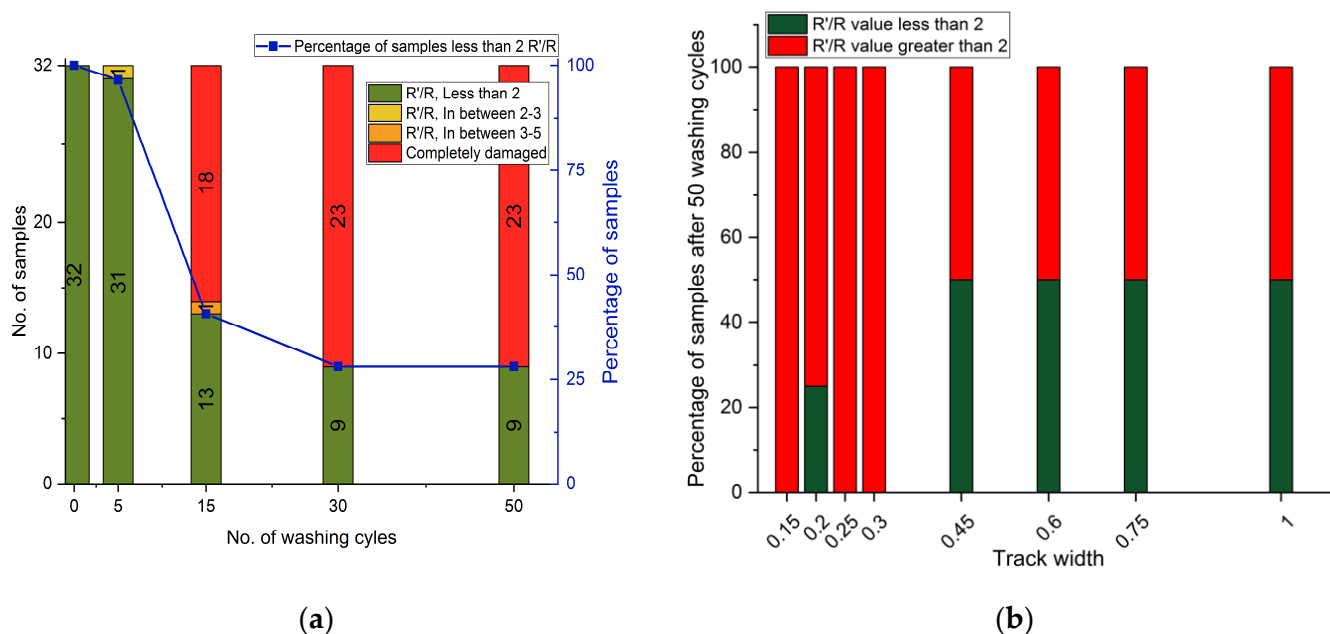 Percentage of samples less than 2 R'/R
R'/R, Less than 2
R'/R, In between 2-3
R'/R, In between 3-5
Completely damaged
No. of samples
32
20
10
0
32
31
1
13
1
18
9
23
9
23
0
5
15
30
50
No. of washing cyles
100
75
50
25
0
Percentage of samples
(a)
R'/R value less than 2
R'/R value greater than 2
Percentage of samples after 50 washing cycles
100
80
60
40
20
0
0.15
0.2
0.25
0.3
0.45
0.6
0.75
1
Track width
(b)